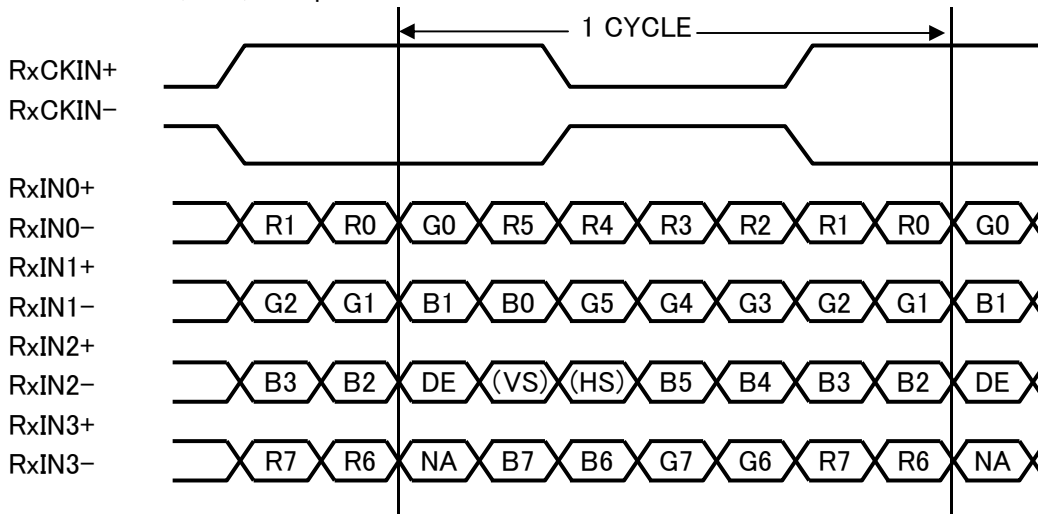 1 CYCLE
RxCKIN+
RxCKIN−
RxIN0+
RxIN0− R1 R0 G0 R5 R4 R3 R2 R1 R0 G0
RxIN1+
RxIN1− G2 G1 B1 B0 G5 G4 G3 G2 G1 B1
RxIN2+
RxIN2− B3 B2 DE (VS) (HS) B5 B4 B3 B2 DE
RxIN3+
RxIN3− R7 R6 NA B7 B6 G7 G6 R7 R6 NA